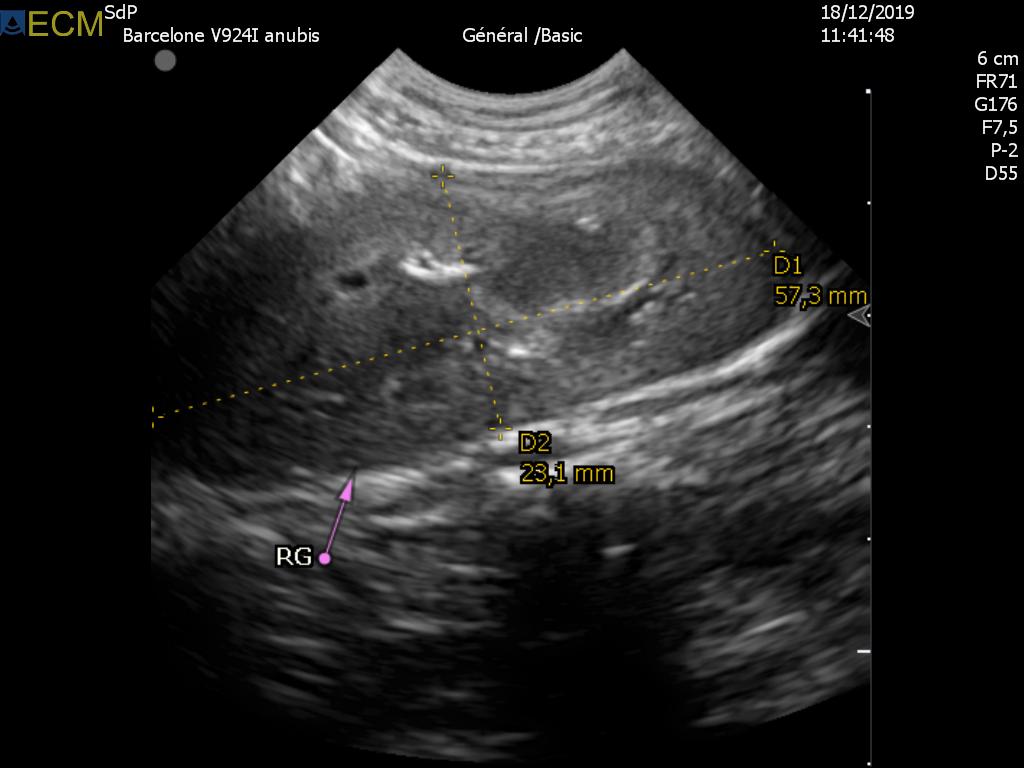 ECM
SdP
Barcelone V924I anubis
Général /Basic
18/12/2019
11:41:48
6 cm
FR71
G176
F7,5
P-2
D55
D1
57,3 mm
D2
23,1 mm
RG